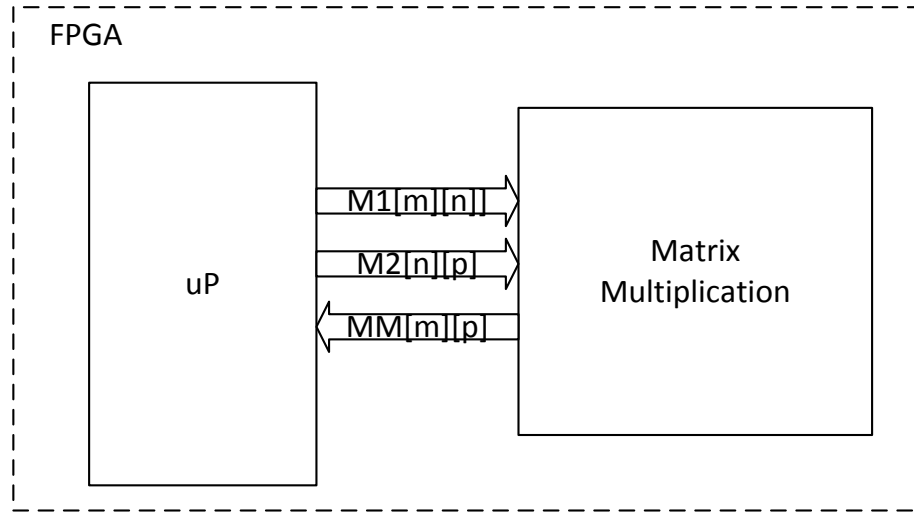 FPGA
uP
M1[m][n]]
M2[n][p]
MM[m][p]
Matrix
Multiplication